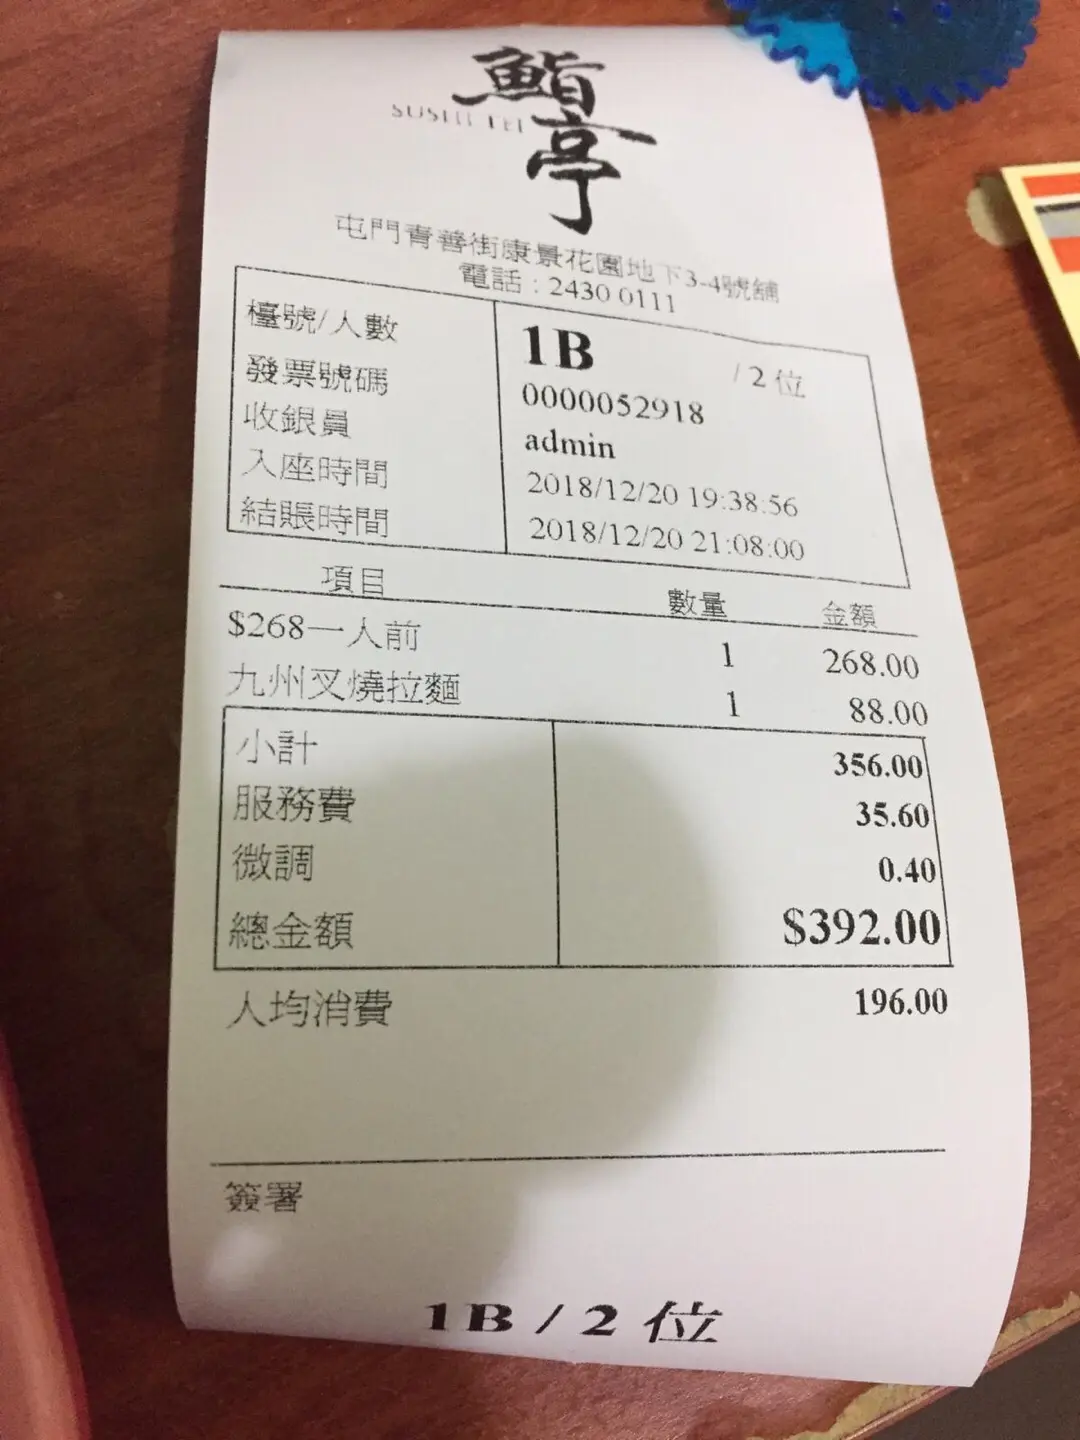 鮨亭
SUSHI TEI
屯門青善街康景花園地下3-4號舖
電話 : 2430 0111
檯號/人數 1B / 2 位
發票號碼 0000052918
收銀員 admin
入座時間 2018/12/20 19:38:56
結賬時間 2018/12/20 21:08:00
項目 數量 金額
$268一人前 1 268.00
九州叉燒拉麵 1 88.00
小計 356.00
服務費 35.60
微調 0.40
總金額 $392.00
人均消費 196.00
簽署
1B / 2 位